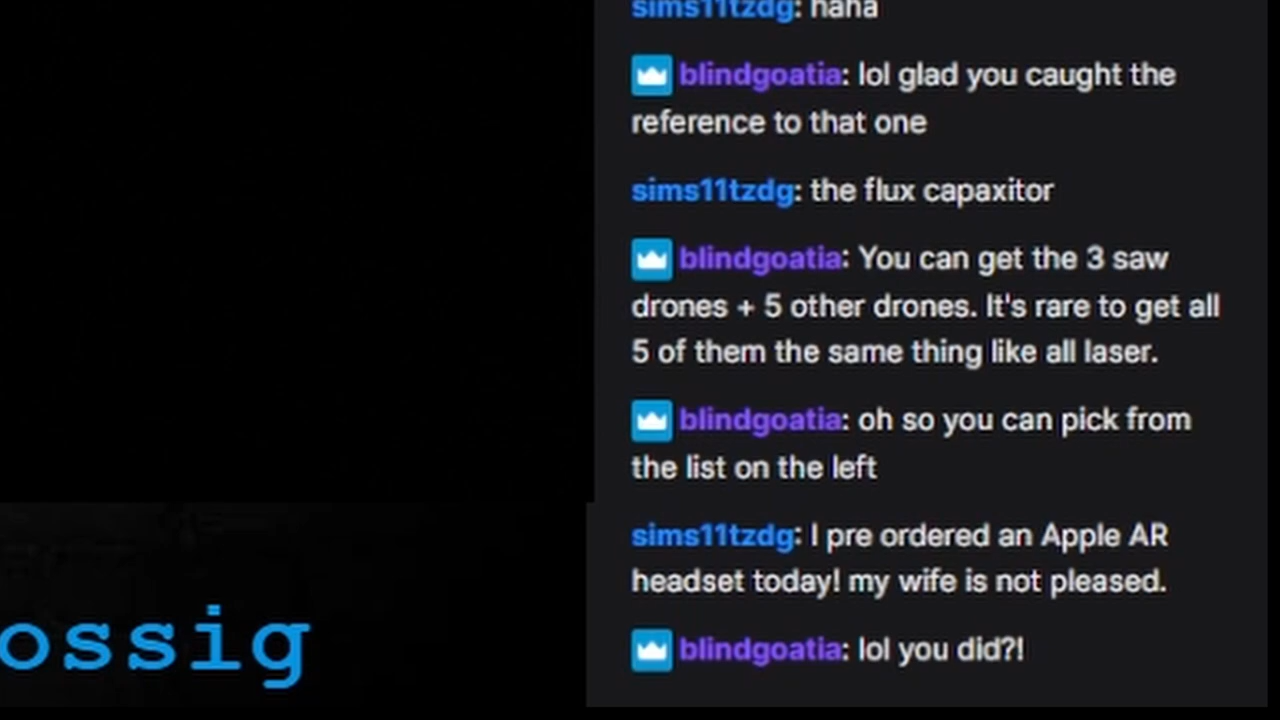 sims11tzdg: haha
blindgoatia: lol glad you caught the
reference to that one
sims11tzdg: the flux capaxitor
blindgoatia: You can get the 3 saw
drones + 5 other drones. It's rare to get all
5 of them the same thing like all laser.
blindgoatia: oh so you can pick from
the list on the left
sims11tzdg: I pre ordered an Apple AR
headset today! my wife is not pleased.
ossig
blindgoatia: lol you did?!